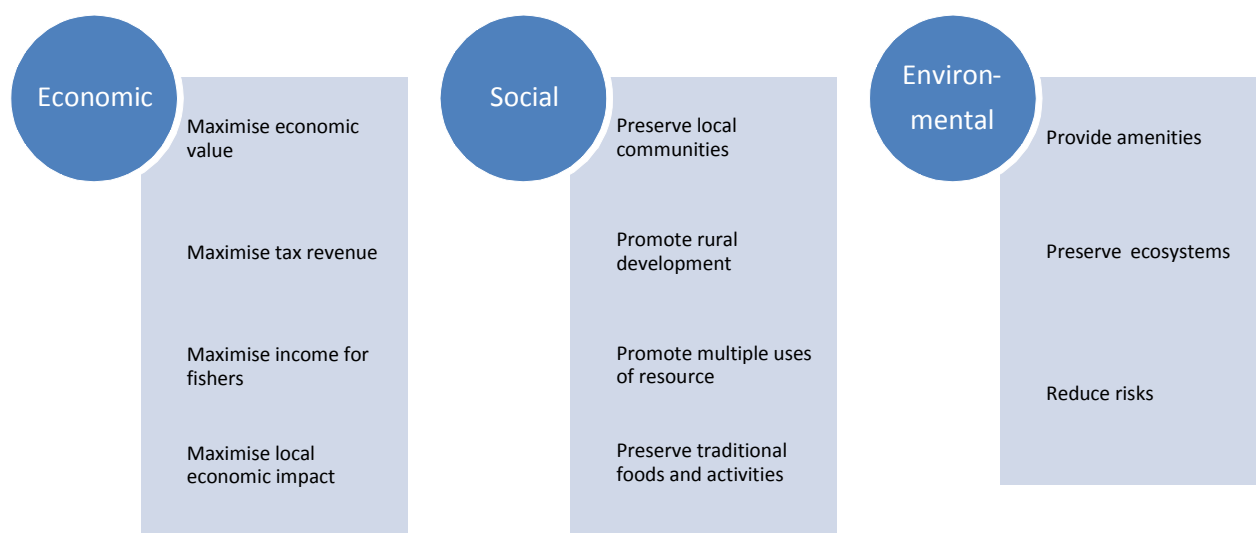 Economic
Maximise economic
value
Maximise tax revenue
Maximise income for
fishers
Maximise local
economic impact
Social
Preserve local
communities
Promote rural
development
Promote multiple uses
of resource
Preserve traditional
foods and activities
Environ-
mental
Provide amenities
Preserve ecosystems
Reduce risks